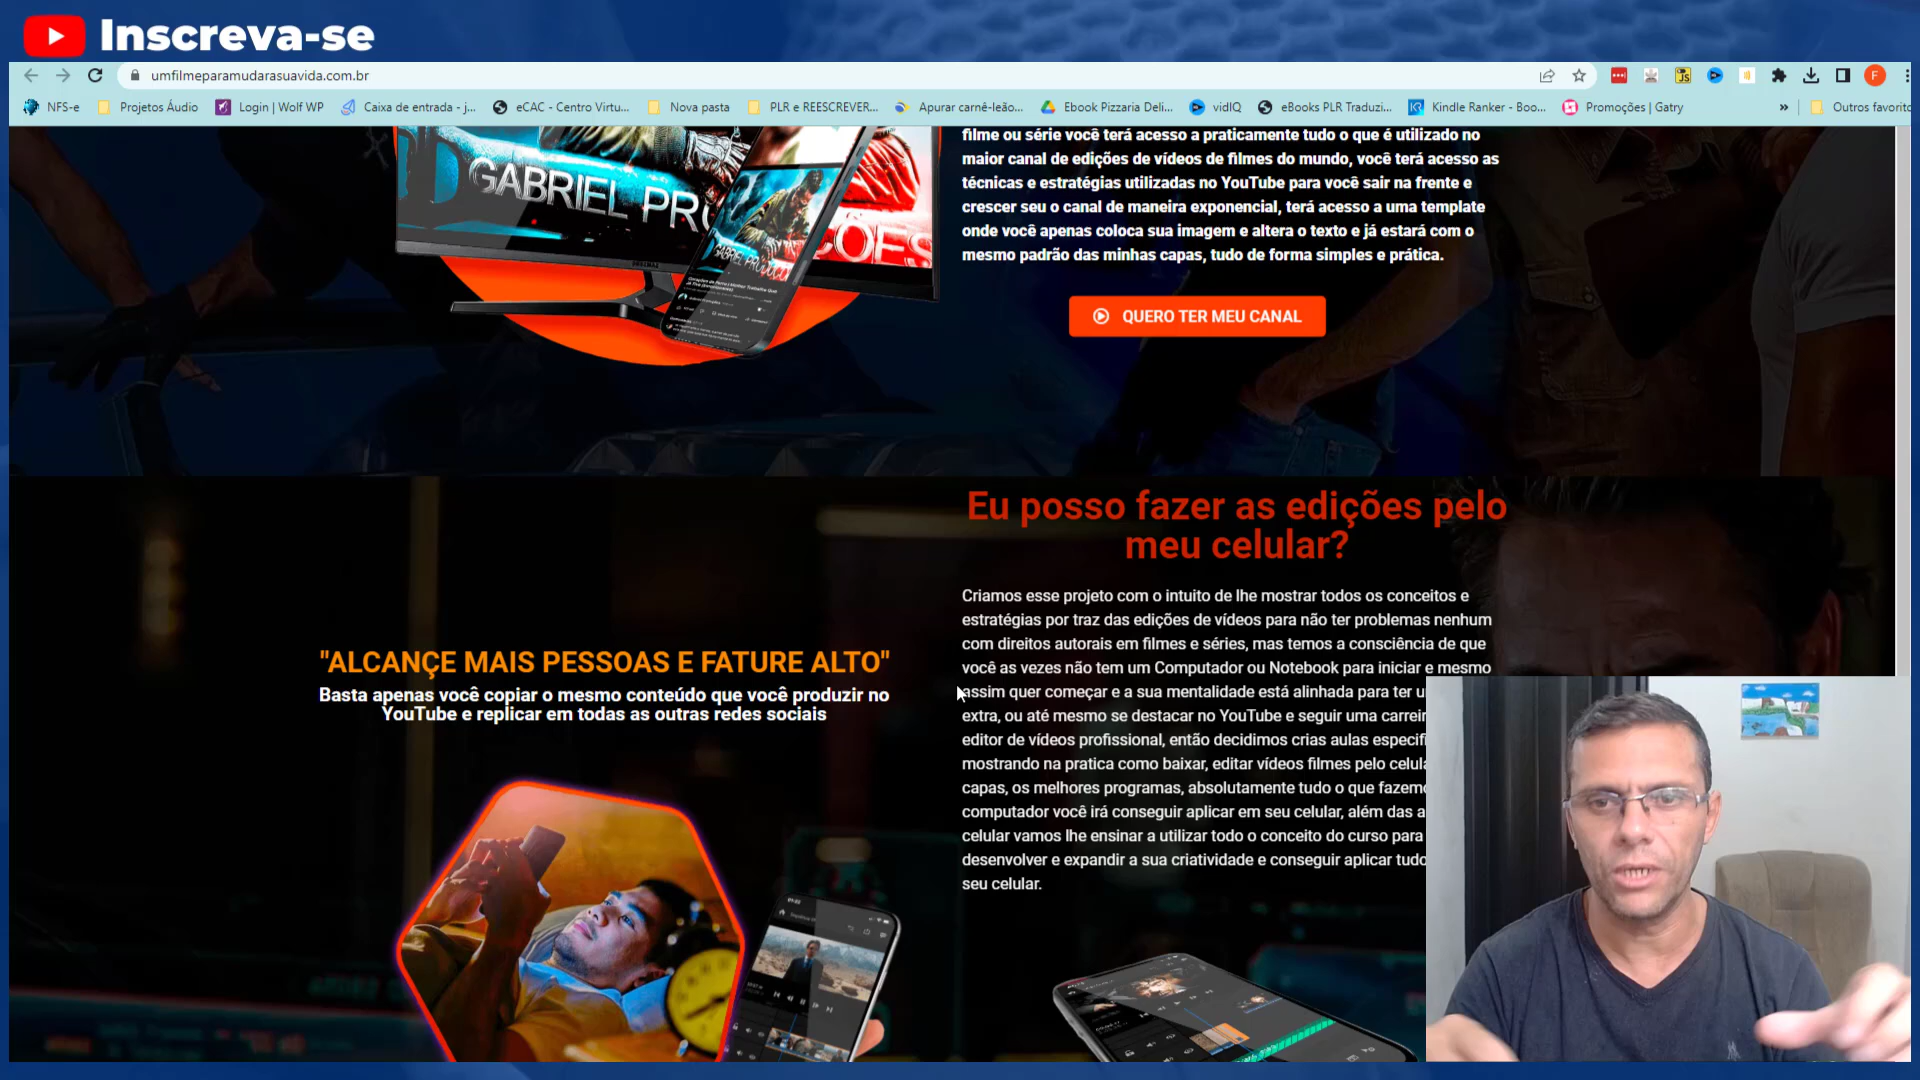 Inscreva-se
umfilmeparamudarasuavida.com.br
NFS-e
Projetos Áudio
Login | Wolf WP
Caixa de entrada - j...
eCAC - Centro Virtu...
Nova pasta
PLR e REESCREVER...
Apurar carnê-leão...
Ebook Pizzaria Deli...
vidIQ
eBooks PLR Traduzi...
Kindle Ranker - Boo...
Promoções | Gatry
»
Outros favorito
GABRIEL PR
ÇÕES
filme ou série você terá acesso a praticamente tudo o que é utilizado no
maior canal de edições de vídeos de filmes do mundo, você terá acesso as
técnicas e estratégias utilizadas no YouTube para você sair na frente e
crescer seu o canal de maneira exponencial, terá acesso a uma template
onde você apenas coloca sua imagem e altera o texto e já estará com o
mesmo padrão das minhas capas, tudo de forma simples e prática.
QUERO TER MEU CANAL
"ALCANÇE MAIS PESSOAS E FATURE ALTO"
Basta apenas você copiar o mesmo conteúdo que você produzir no
YouTube e replicar em todas as outras redes sociais
Eu posso fazer as edições pelo
meu celular?
Criamos esse projeto com o intuito de lhe mostrar todos os conceitos e
estratégias por traz das edições de vídeos para não ter problemas nenhum
com direitos autorais em filmes e séries, mas temos a consciência de que
você as vezes não tem um Computador ou Notebook para iniciar e mesmo
assim quer começar e a sua mentalidade está alinhada para ter u
extra, ou até mesmo se destacar no YouTube e seguir uma carreir
editor de vídeos profissional, então decidimos crias aulas especifi
mostrando na pratica como baixar, editar vídeos filmes pelo celula
capas, os melhores programas, absolutamente tudo o que fazemo
computador você irá conseguir aplicar em seu celular, além das a
celular vamos lhe ensinar a utilizar todo o conceito do curso para
desenvolver e expandir a sua criatividade e conseguir aplicar tudo
seu celular.